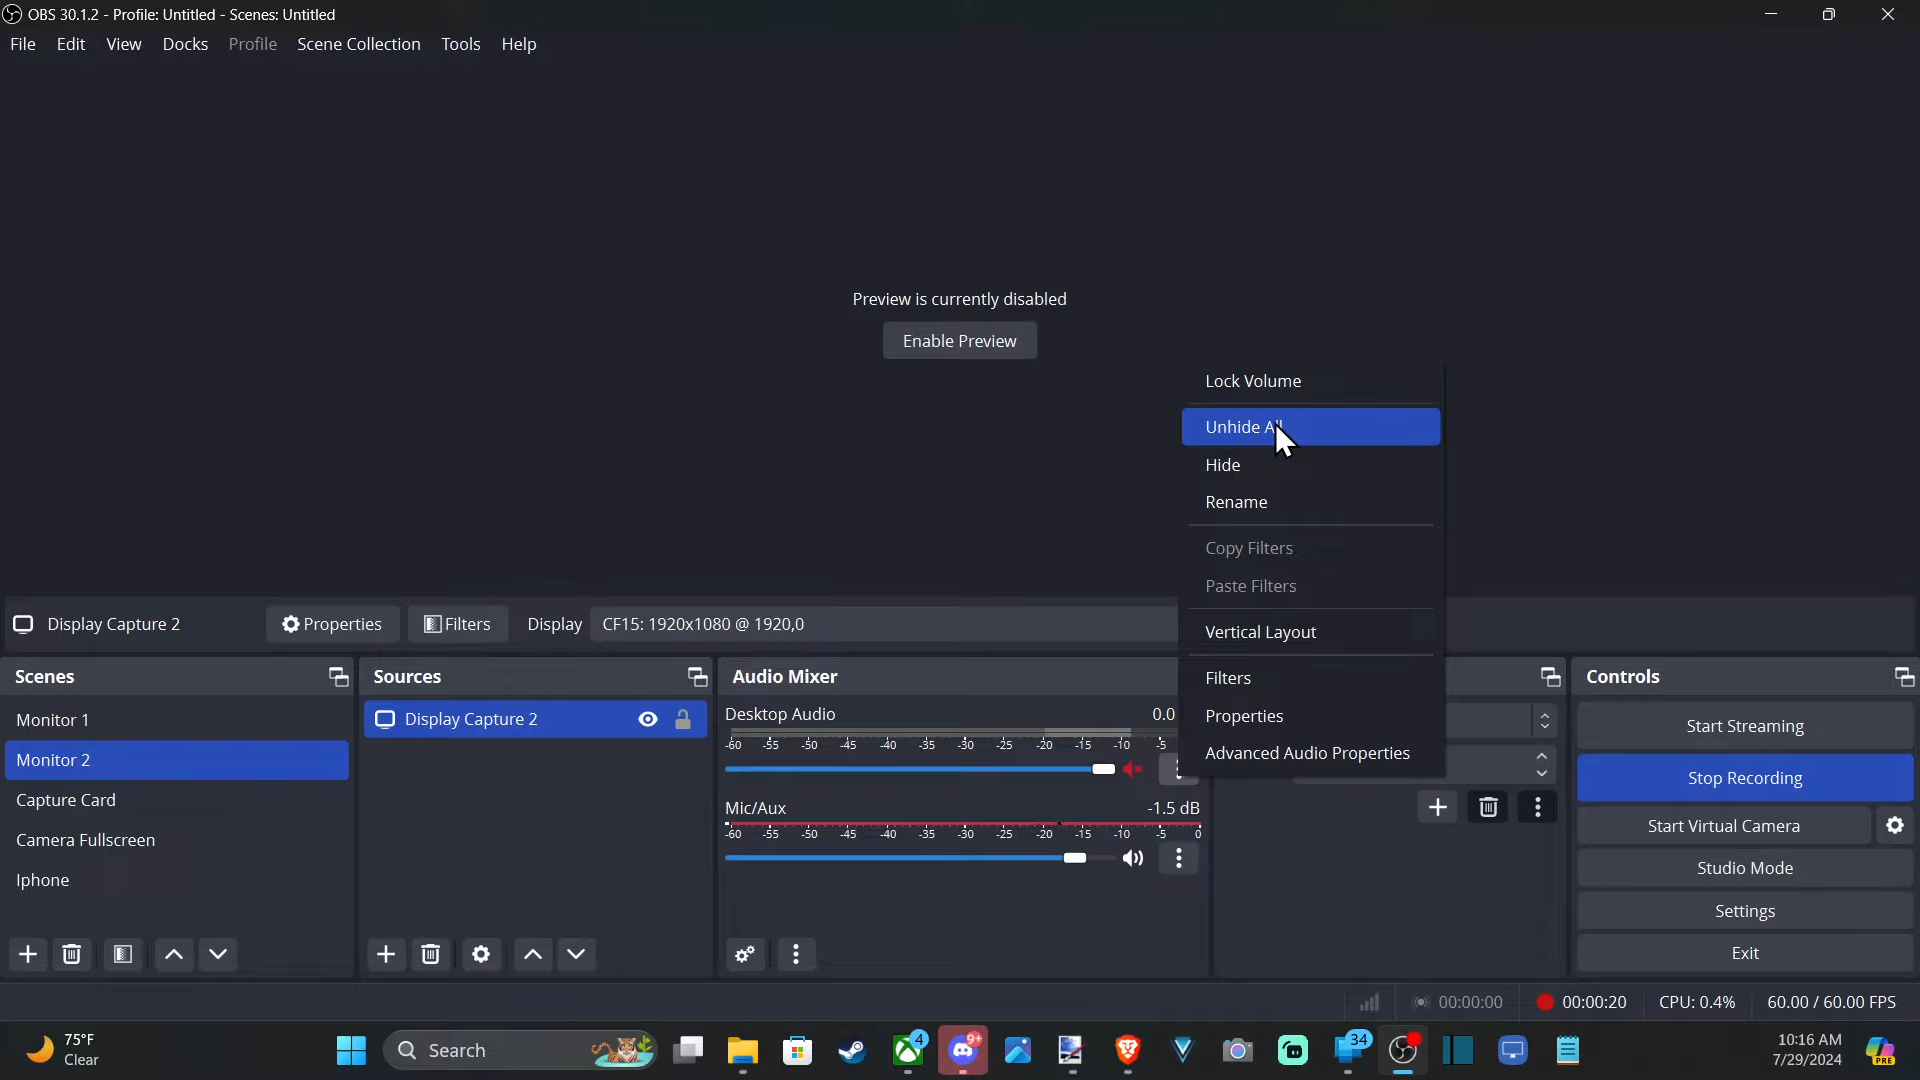 OBS 30.1.2 - Profile: Untitled - Scenes: Untitled
File Edit View Docks Profile Scene Collection Tools Help
Preview is currently disabled
Enable Preview
Lock Volume
Unhide All
Hide
Rename
Copy Filters
Paste Filters
Vertical Layout
Filters
Properties
Advanced Audio Properties
Display Capture 2 Properties Filters Display CF15: 1920x1080 @ 1920,0
Scenes
Monitor 1
Monitor 2
Capture Card
Camera Fullscreen
Iphone
Sources
Display Capture 2
Audio Mixer
Desktop Audio 0.0
-60 -55 -50 -45 -40 -35 -30 -25 -20 -15 -10 -5
Mic/Aux -1.5 dB
-60 -55 -50 -45 -40 -35 -30 -25 -20 -15 -10 -5 0
Controls
Start Streaming
Stop Recording
Start Virtual Camera
Studio Mode
Settings
Exit
00:00:00 00:00:20 CPU: 0.4% 60.00 / 60.00 FPS
75°F
Clear
Search
4
9+
34
10:16 AM
7/29/2024
PRE